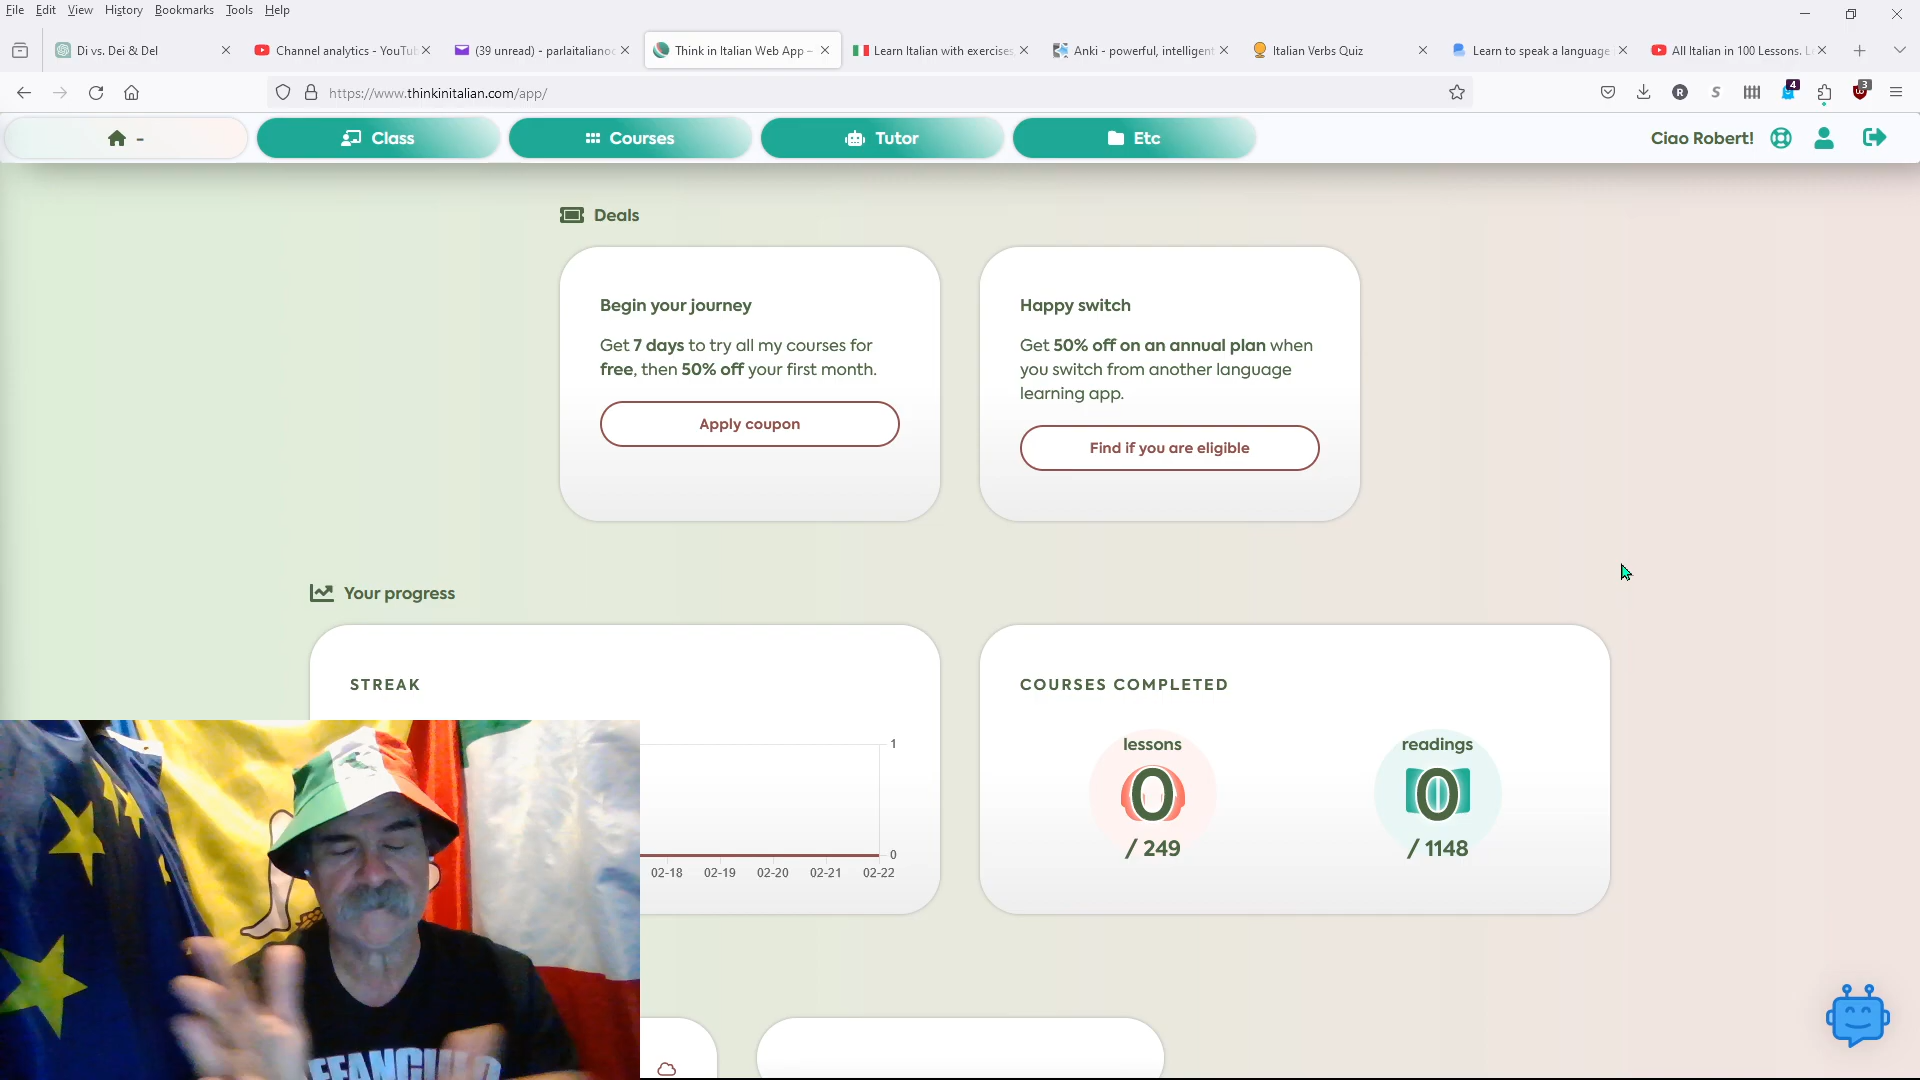 File Edit View History Bookmarks Tools Help
Di vs. Dei & Del
Channel analytics - YouTu
(39 unread) - parlaitaliano
Think in Italian Web App –
Learn Italian with exercises,
Anki - powerful, intelligent
Italian Verbs Quiz
Learn to speak a language
All Italian in 100 Lessons. L
https://www.thinkinitalian.com/app/
4
3
-
Class
Courses
Tutor
Etc
Ciao Robert!
Deals
Begin your journey
Get 7 days to try all my courses for
free, then 50% off your first month.
Apply coupon
Happy switch
Get 50% off on an annual plan when
you switch from another language
learning app.
Find if you are eligible
Your progress
STREAK
1
0
02-18 02-19 02-20 02-21 02-22
COURSES COMPLETED
lessons
0
/ 249
readings
0
/ 1148